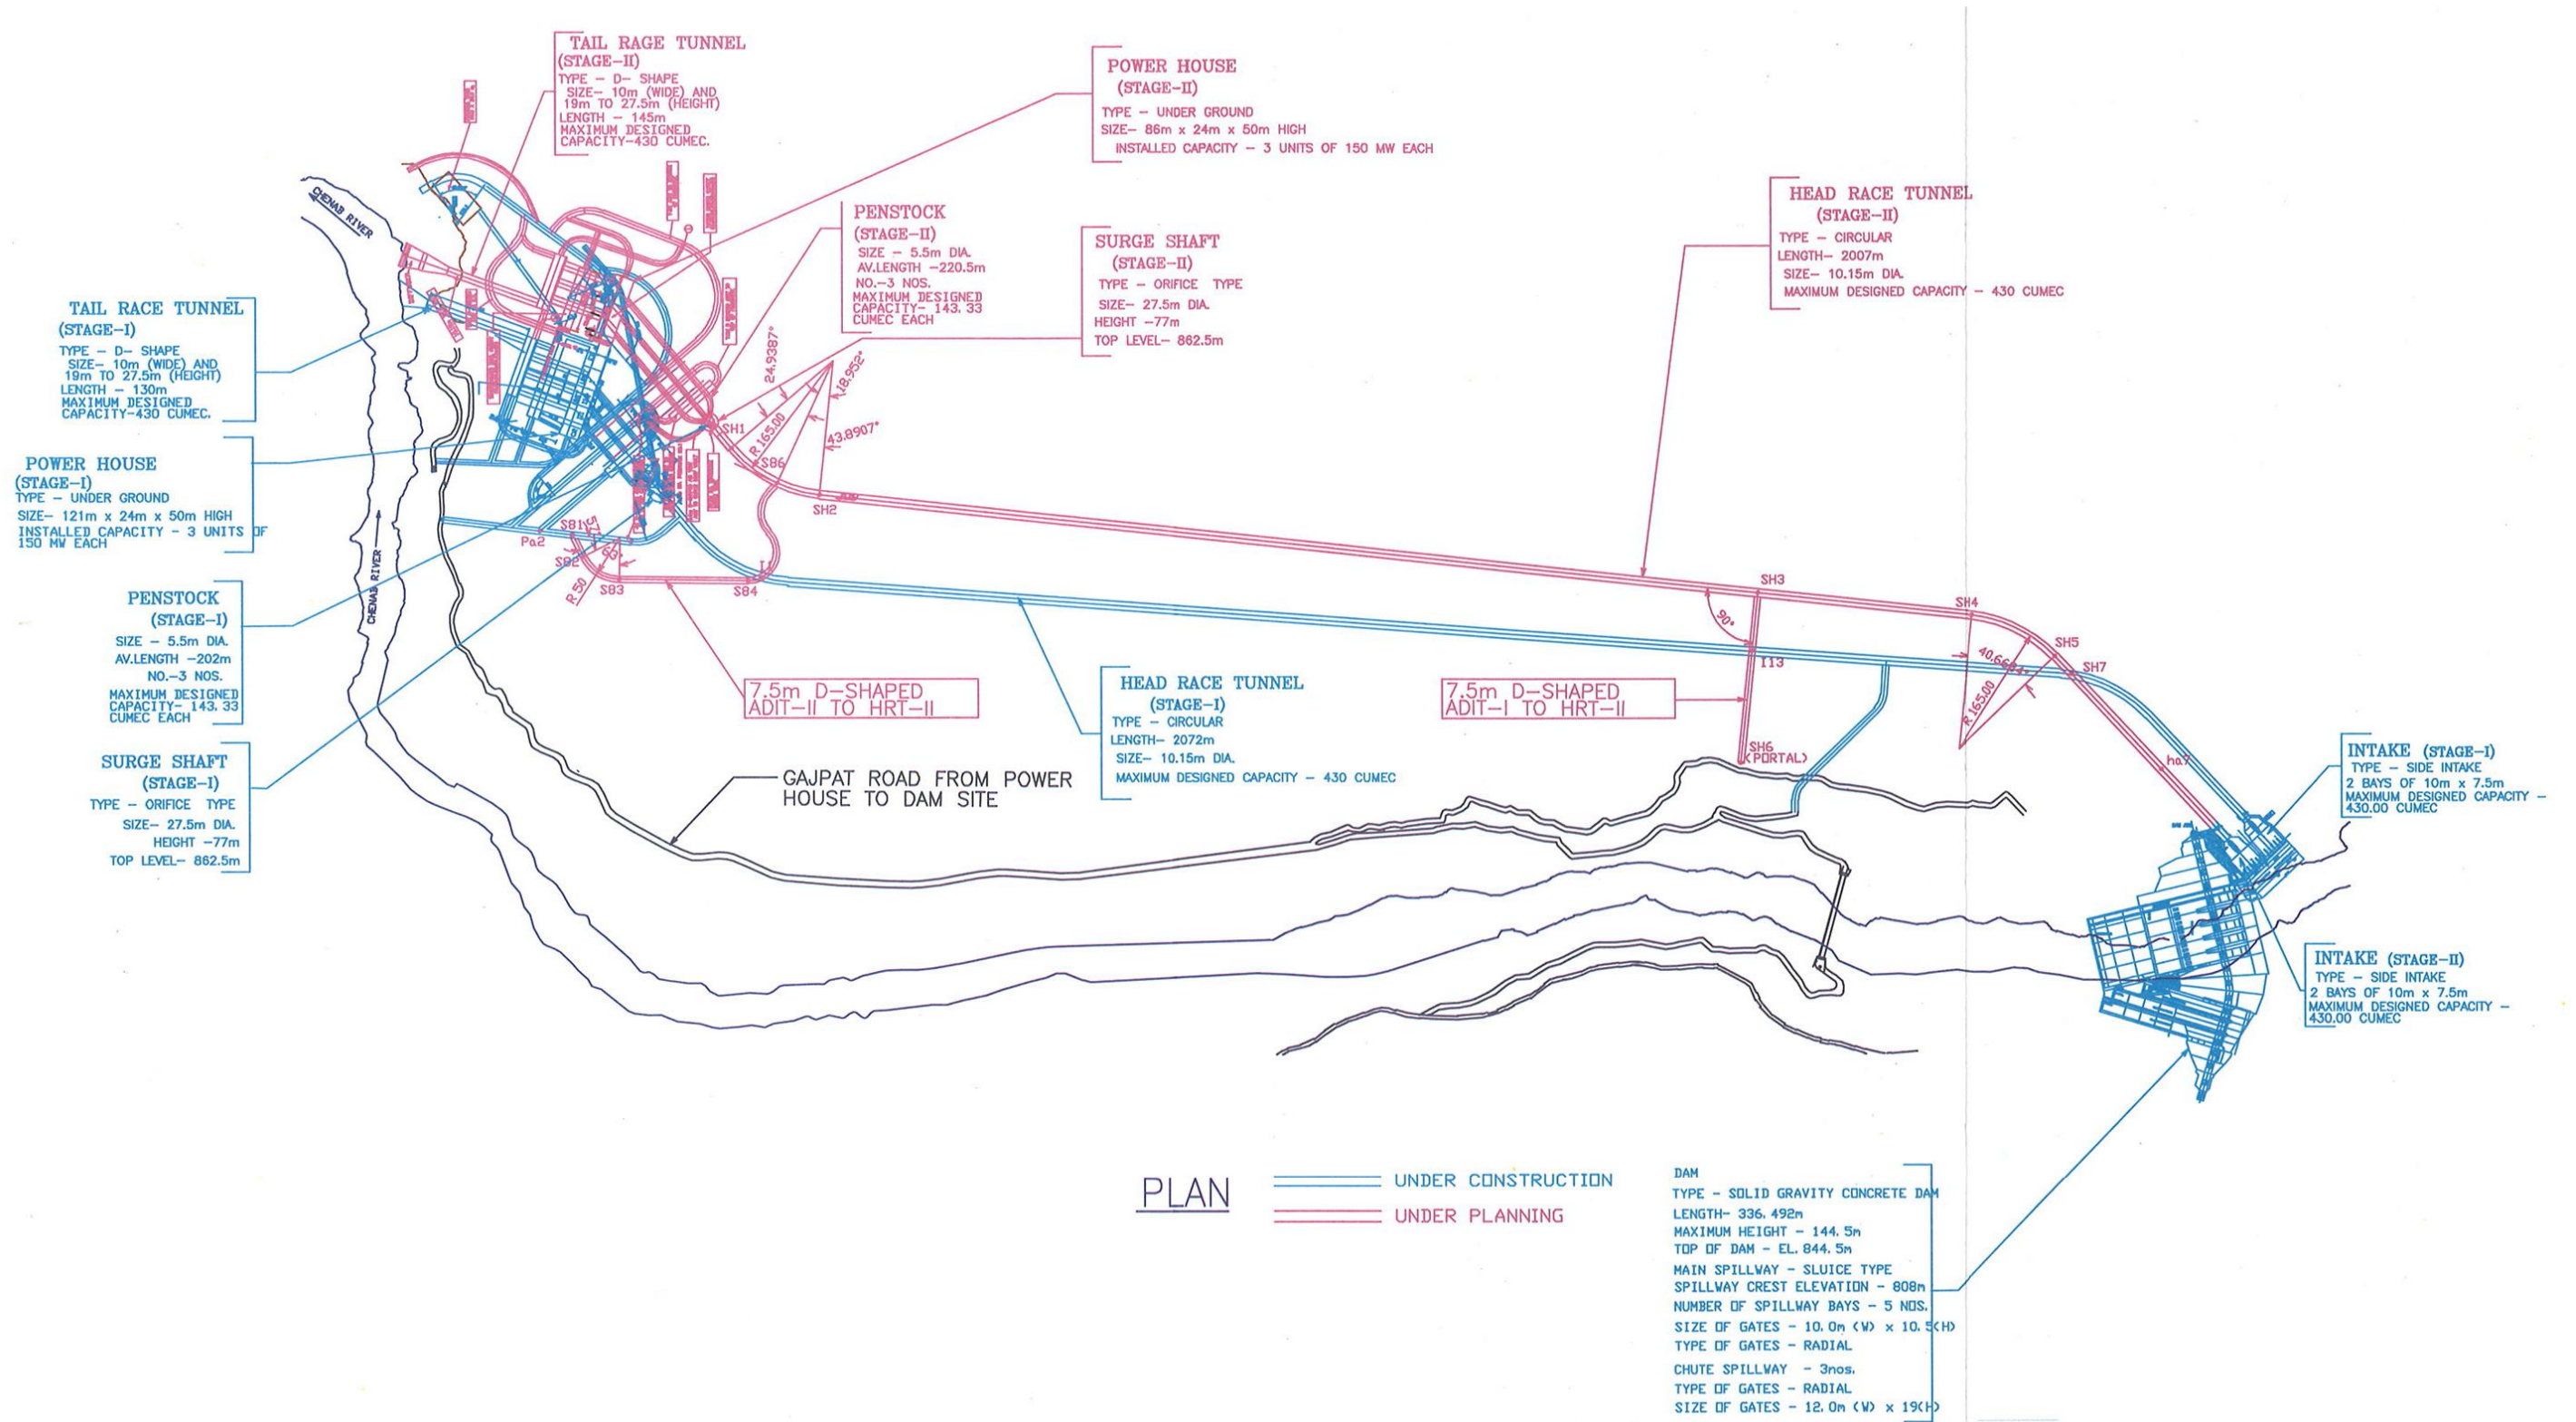 TAIL RAGE TUNNEL
(STAGE-II)
TYPE - D- SHAPE
SIZE- 10m (WIDE) AND
19m TO 27.5m (HEIGHT)
LENGTH - 145m
MAXIMUM DESIGNED
CAPACITY-430 CUMEC.
POWER HOUSE
(STAGE-II)
TYPE - UNDER GROUND
SIZE- 86m x 24m x 50m HIGH
INSTALLED CAPACITY - 3 UNITS OF 150 MW EACH
PENSTOCK
(STAGE-II)
SIZE - 5.5m DIA.
AV.LENGTH -220.5m
NO.-3 NOS.
MAXIMUM DESIGNED
CAPACITY- 143.33
CUMEC EACH
SURGE SHAFT
(STAGE-II)
TYPE - ORIFICE TYPE
SIZE- 27.5m DIA.
HEIGHT -77m
TOP LEVEL- 862.5m
HEAD RACE TUNNEL
(STAGE-II)
TYPE - CIRCULAR
LENGTH- 2007m
SIZE- 10.15m DIA.
MAXIMUM DESIGNED CAPACITY - 430 CUMEC
CHENAB RIVER
TAIL RACE TUNNEL
(STAGE-I)
TYPE - D- SHAPE
SIZE- 10m (WIDE) AND
19m TO 27.5m (HEIGHT)
LENGTH - 130m
MAXIMUM DESIGNED
CAPACITY-430 CUMEC.
POWER HOUSE
(STAGE-I)
TYPE - UNDER GROUND
SIZE- 121m x 24m x 50m HIGH
INSTALLED CAPACITY - 3 UNITS OF
150 MW EACH
PENSTOCK
(STAGE-I)
SIZE - 5.5m DIA.
AV.LENGTH -202m
NO.-3 NOS.
MAXIMUM DESIGNED
CAPACITY- 143.33
CUMEC EACH
SURGE SHAFT
(STAGE-I)
TYPE - ORIFICE TYPE
SIZE- 27.5m DIA.
HEIGHT -77m
TOP LEVEL- 862.5m
CHENAB RIVER
24.9387°
18.952°
R 165.00
43.8907°
SH1
S86
SH2
S81
Pa2
S82
R 50
S83
S84
SH3
90°
I13
SH4
SH5
SH7
R 165.00
ha7
SH6
(PORTAL)
7.5m D-SHAPED
ADIT-II TO HRT-II
HEAD RACE TUNNEL
(STAGE-I)
TYPE - CIRCULAR
LENGTH- 2072m
SIZE- 10.15m DIA.
MAXIMUM DESIGNED CAPACITY - 430 CUMEC
7.5m D-SHAPED
ADIT-I TO HRT-II
GAJPAT ROAD FROM POWER
HOUSE TO DAM SITE
INTAKE (STAGE-I)
TYPE - SIDE INTAKE
2 BAYS OF 10m x 7.5m
MAXIMUM DESIGNED CAPACITY -
430.00 CUMEC
INTAKE (STAGE-II)
TYPE - SIDE INTAKE
2 BAYS OF 10m x 7.5m
MAXIMUM DESIGNED CAPACITY -
430.00 CUMEC
PLAN
UNDER CONSTRUCTION
UNDER PLANNING
DAM
TYPE - SOLID GRAVITY CONCRETE DAM
LENGTH- 336.492m
MAXIMUM HEIGHT - 144.5m
TOP OF DAM - EL. 844.5m
MAIN SPILLWAY - SLUICE TYPE
SPILLWAY CREST ELEVATION - 808m
NUMBER OF SPILLWAY BAYS - 5 NOS.
SIZE OF GATES - 10.0m (W) x 10.5(H)
TYPE OF GATES - RADIAL
CHUTE SPILLWAY - 3nos.
TYPE OF GATES - RADIAL
SIZE OF GATES - 12.0m (W) x 19(H)